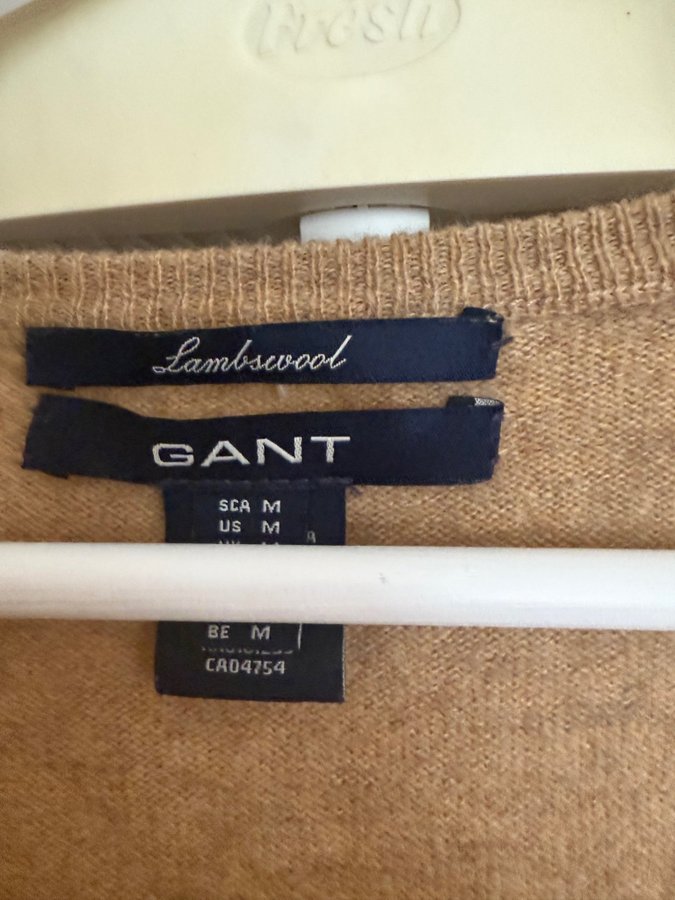 Fresh
Lambswool
GANT
SCA M
US M
BE M
CA04754